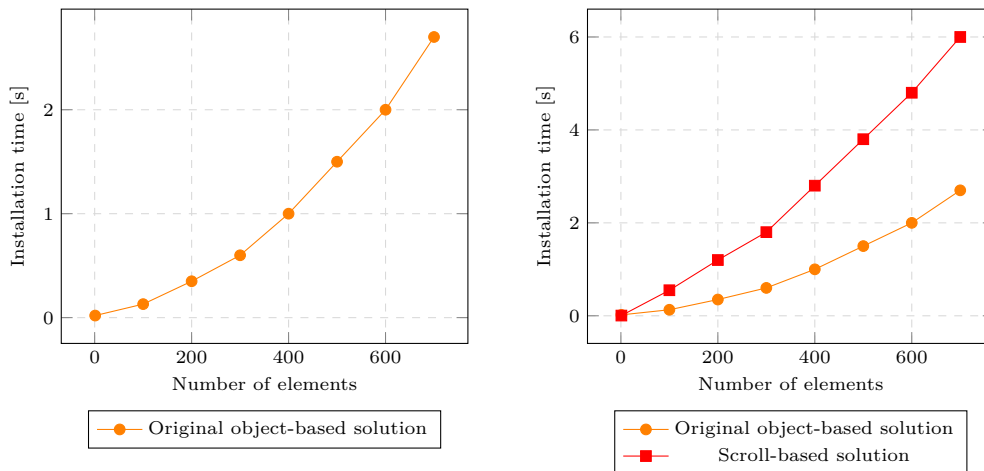 2
1
0
Installation time [s]
0 200 400 600
Number of elements
Original object-based solution
6
4
2
0
Installation time [s]
0 200 400 600
Number of elements
Original object-based solution
Scroll-based solution